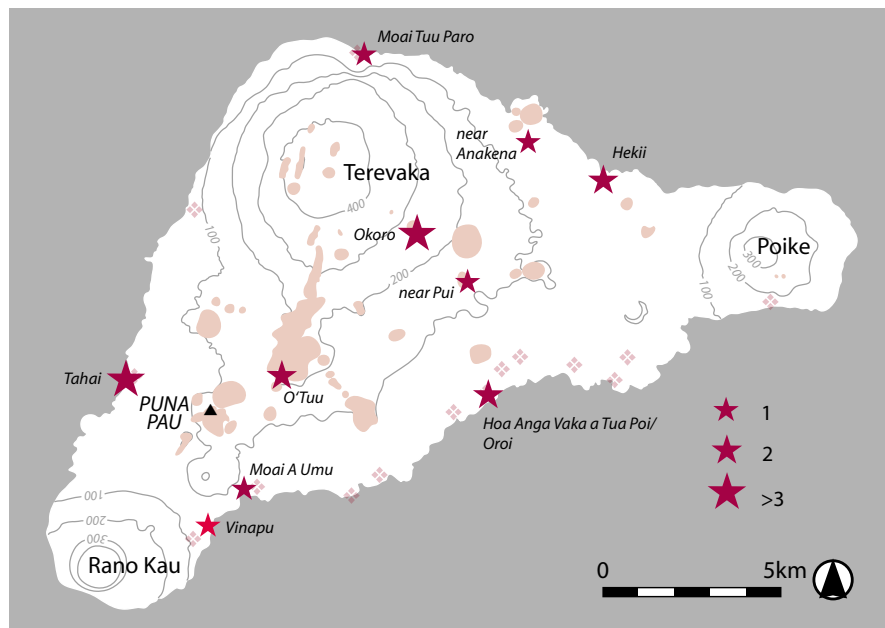 Moai Tuu Paro
near
Anakena
Hekii
Terevaka
400
Okoro
100
200
near Pui
Poike
300
200
100
Tahai
PUNA
PAU
O‘Tuu
Hoa Anga Vaka a Tua Poi/
Oroi
Moai A Umu
Vinapu
100
200
300
Rano Kau
1
2
>3
0 5km